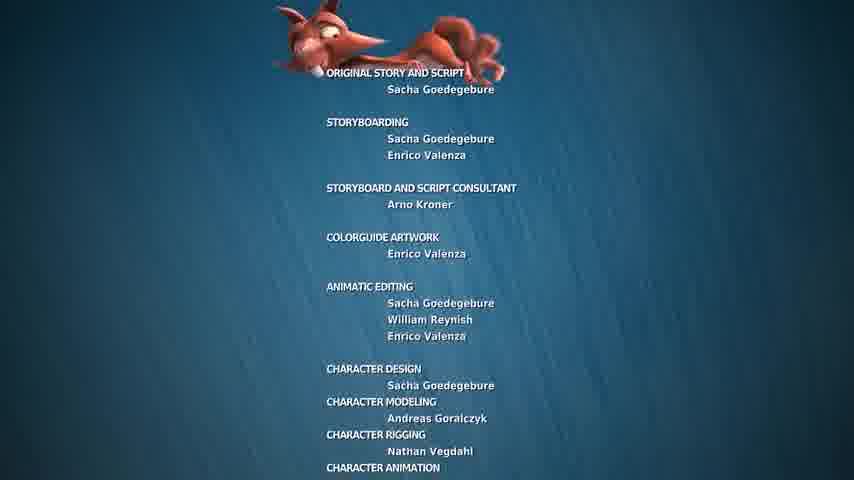 ORIGINAL STORY AND SCRIPT
Sacha Goedegebure
STORYBOARDING
Sacha Goedegebure
Enrico Valenza
STORYBOARD AND SCRIPT CONSULTANT
Arno Kroner
COLORGUIDE ARTWORK
Enrico Valenza
ANIMATIC EDITING
Sacha Goedegebure
William Reynish
Enrico Valenza
CHARACTER DESIGN
Sacha Goedegebure
CHARACTER MODELING
Andreas Goralczyk
CHARACTER RIGGING
Nathan Vegdahl
CHARACTER ANIMATION